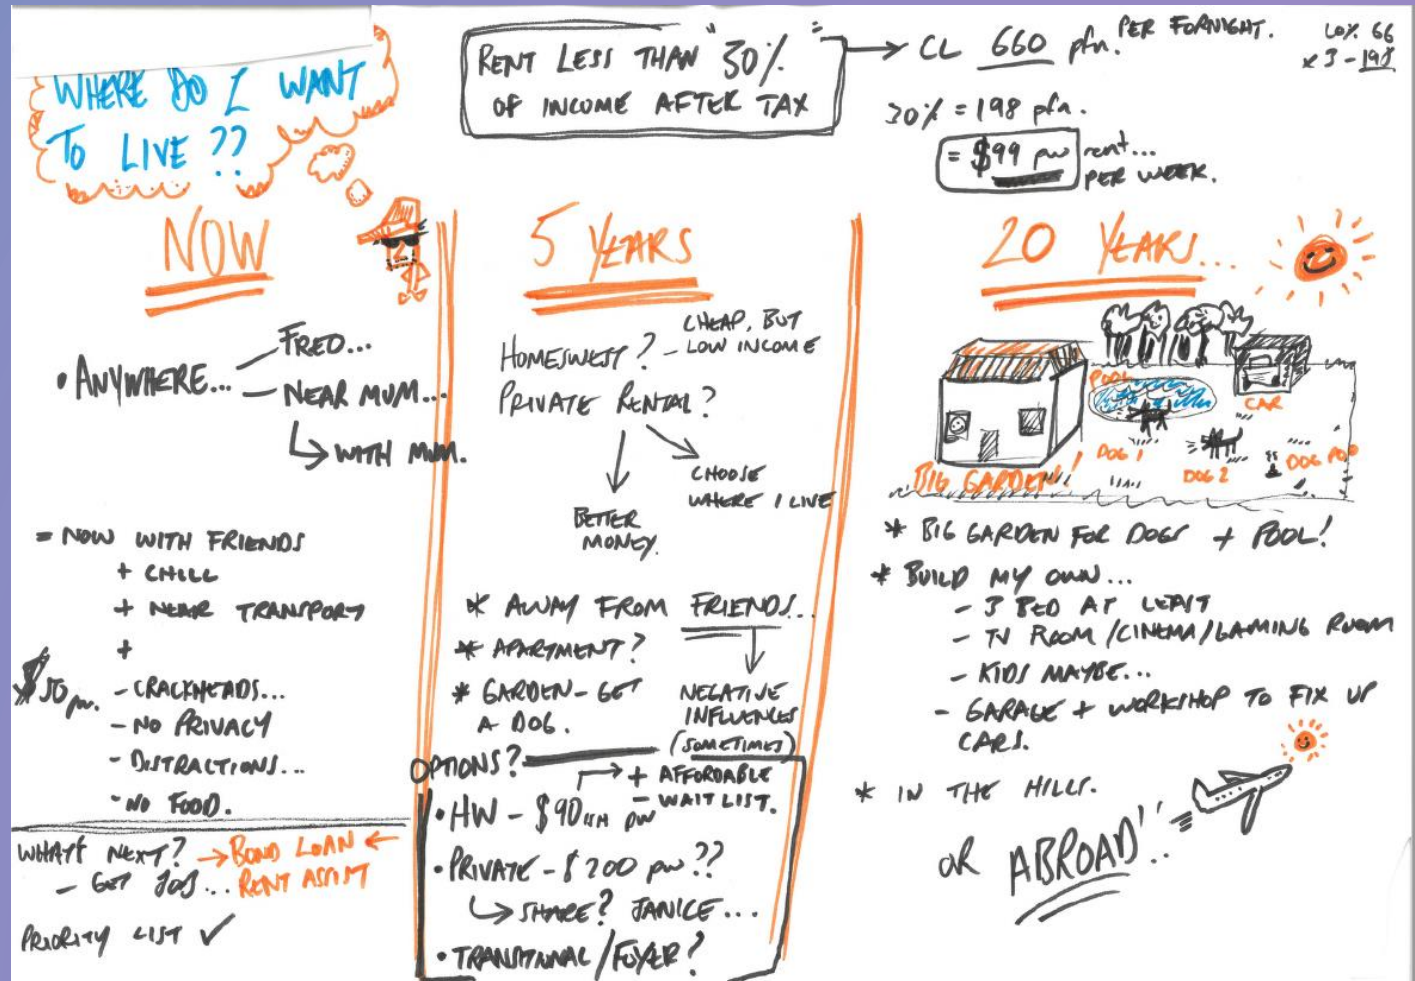 WHERE DO I WANT
TO LIVE ??
RENT LESS THAN "30%"
OF INCOME AFTER TAX
CL 660 pfn. PER FORNIGHT.
10% 66
x 3 - 198
30% = 198 pfn.
= $99 pw rent...
PER WEEK.
NOW
• ANYWHERE...
FRED...
NEAR MUM...
WITH MUM.
= NOW WITH FRIENDS
+ CHILL
+ NEAR TRANSPORT
+
$50 pw.
- CRACKHEADS...
- NO PRIVACY
- DISTRACTIONS...
- NO FOOD.
WHAT'S NEXT? → BOND LOAN ←
- GET JOB... RENT ASSIST
PRIORITY LIST ✓
5 YEARS
HOMESWEST? - CHEAP, BUT
LOW INCOME
PRIVATE RENTAL?
BETTER
MONEY.
CHOOSE
WHERE I LIVE
* AWAY FROM FRIENDS...
* APARTMENT?
* GARDEN - GET
A DOG.
NEGATIVE
INFLUENCES
(SOMETIMES)
OPTIONS?
+ AFFORDABLE
- WAIT LIST.
• HW - $90 pw
• PRIVATE - $200 pw??
SHARE? JANICE...
• TRANSITIONAL / FOYER?
20 YEARS...
POOL
CAR
DOG 1
DOG 2
DOG POO
BIG GARDEN!
* BIG GARDEN FOR DOGS + POOL!
* BUILD MY OWN...
- 3 BED AT LEAST
- TV ROOM/CINEMA/GAMING ROOM
- KIDS MAYBE...
- GARAGE + WORKSHOP TO FIX UP
CARS.
* IN THE HILLS.
OR ABROAD!..